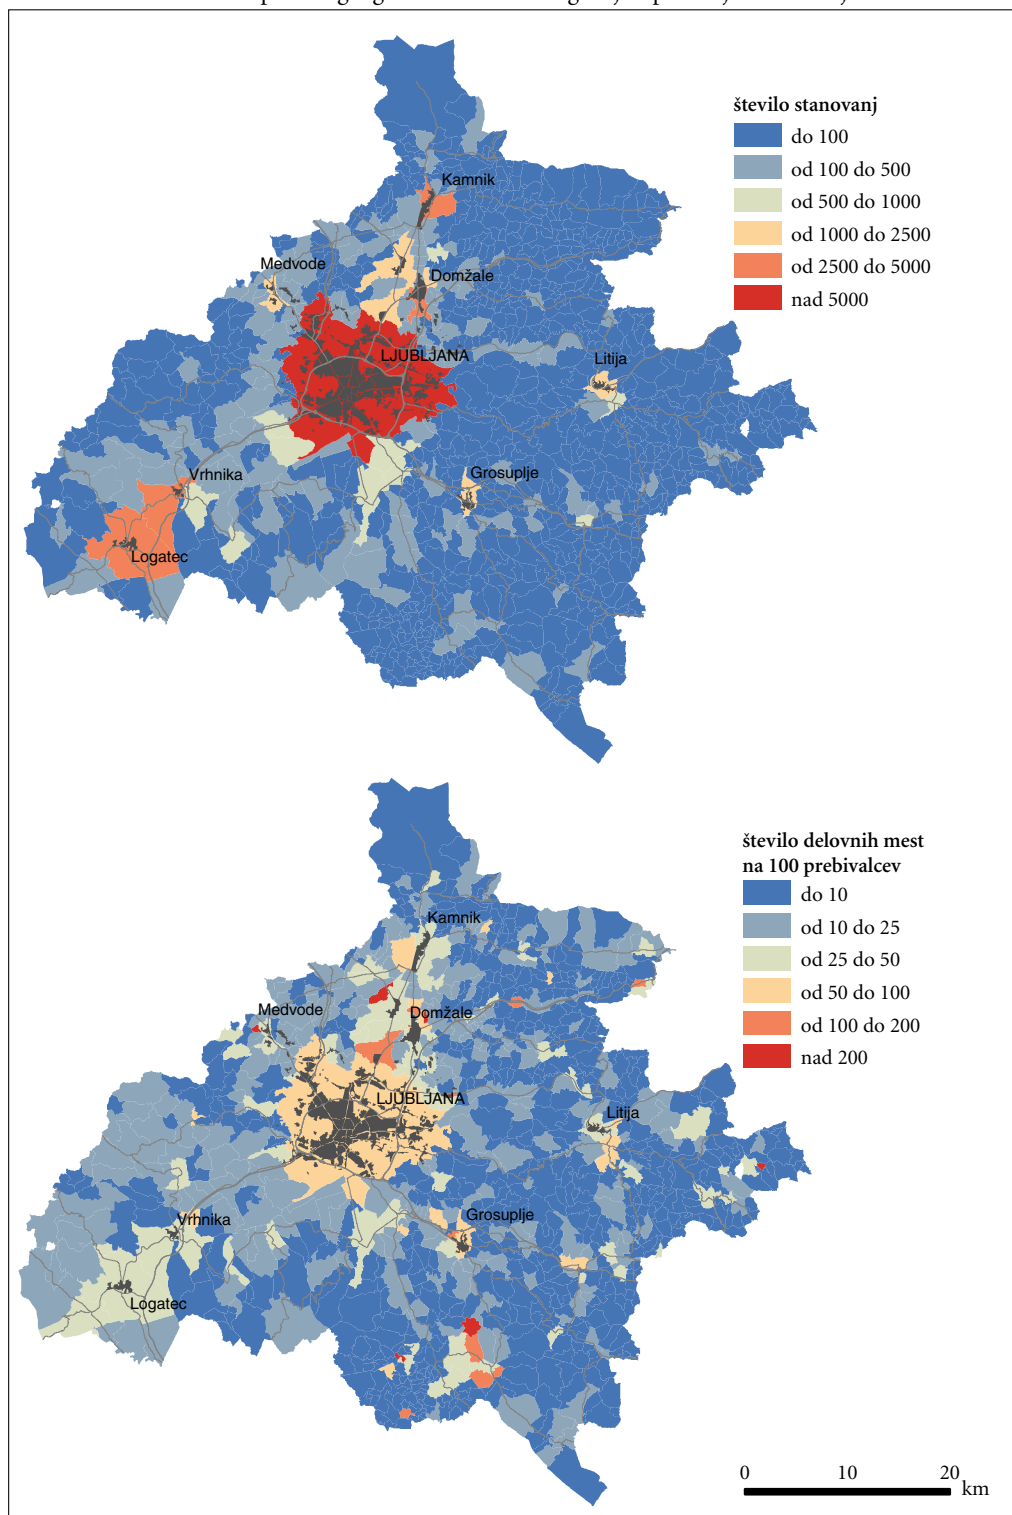 število stanovanj
do 100
od 100 do 500
od 500 do 1000
od 1000 do 2500
od 2500 do 5000
nad 5000
Kamnik
Medvode
Domžale
LJUBLJANA
Litija
Vrhnika
Grosuplje
Logatec
število delovnih mest
na 100 prebivalcev
do 10
od 10 do 25
od 25 do 50
od 50 do 100
od 100 do 200
nad 200
Kamnik
Medvode
Domžale
LJUBLJANA
Litija
Vrhnika
Grosuplje
Logatec
0 10 20
km